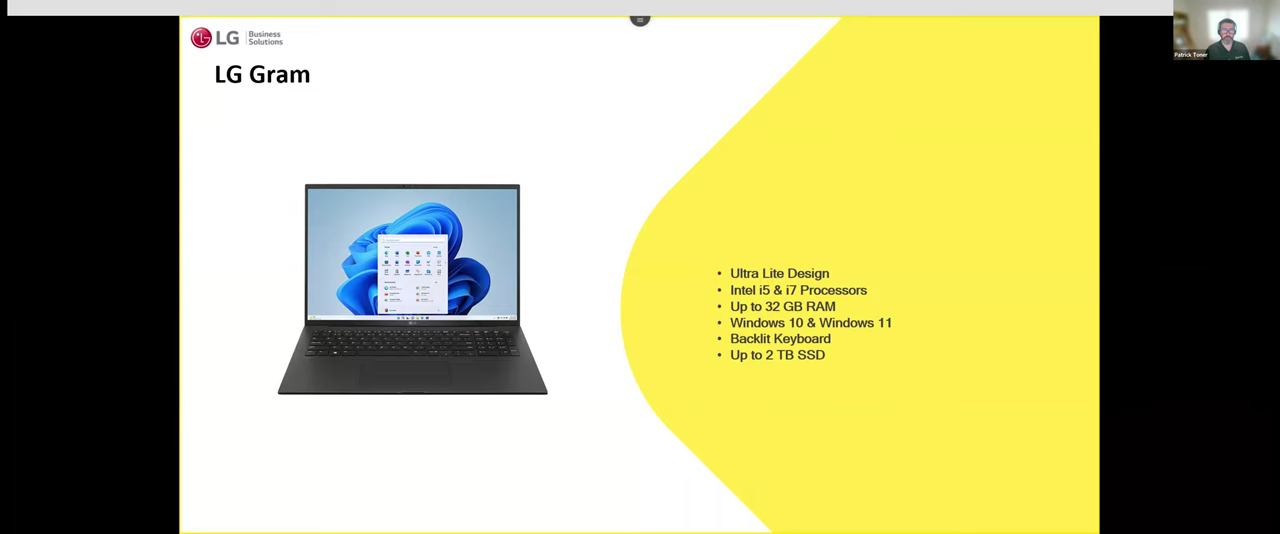 LG Business
Solutions
LG Gram
Patrick Toner
• Ultra Lite Design
• Intel i5 & i7 Processors
• Up to 32 GB RAM
• Windows 10 & Windows 11
• Backlit Keyboard
• Up to 2 TB SSD